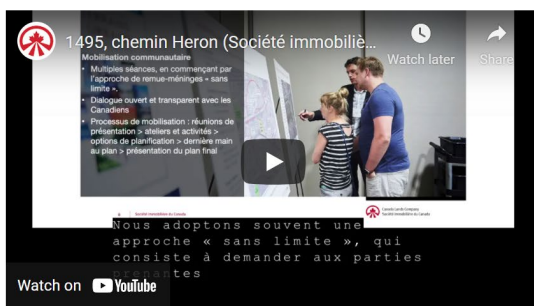 1495, chemin Heron (Société immobiliè...
Watch later
Share
Mobilisation communautaire
• Multiples séances, en commençant par
l'approche de remue-méninges « sans
limite ».
• Dialogue ouvert et transparent avec les
Canadiens
• Processus de mobilisation : réunions de
présentation > ateliers et activités >
options de planification > dernière main
au plan > présentation du plan final
Société immobilière du Canada
Canada Lands Company
Société immobilière du Canada
Nous adoptons souvent une
approche « sans limite », qui
consiste à demander aux parties
prenantes
Watch on YouTube